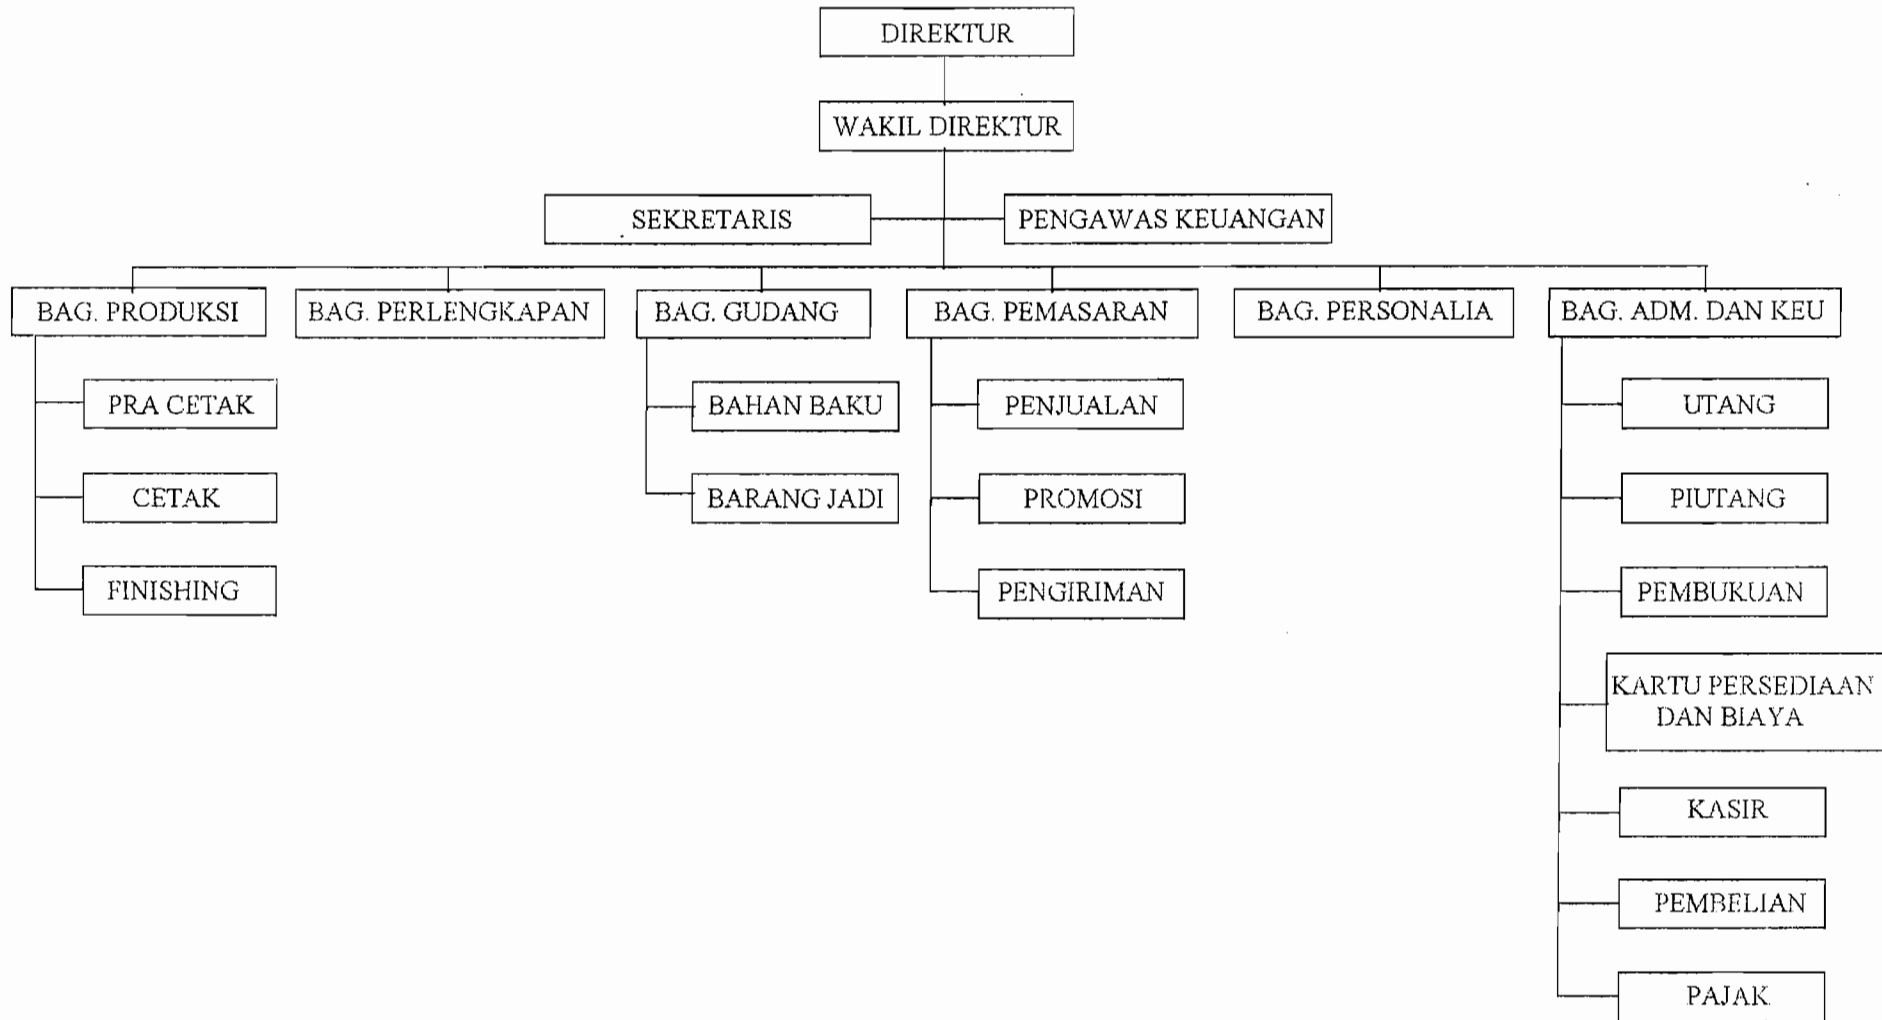 DIREKTUR
WAKIL DIREKTUR
SEKRETARIS
PENGAWAS KEUANGAN
BAG. PRODUKSI
BAG. PERLENGKAPAN
BAG. GUDANG
BAG. PEMASARAN
BAG. PERSONALIA
BAG. ADM. DAN KEU
PRA CETAK
CETAK
FINISHING
BAHAN BAKU
BARANG JADI
PENJUALAN
PROMOSI
PENGIRIMAN
UTANG
PIUTANG
PEMBUKUAN
KARTU PERSEDIAAN
DAN BIAYA
KASIR
PEMBELIAN
PAJAK